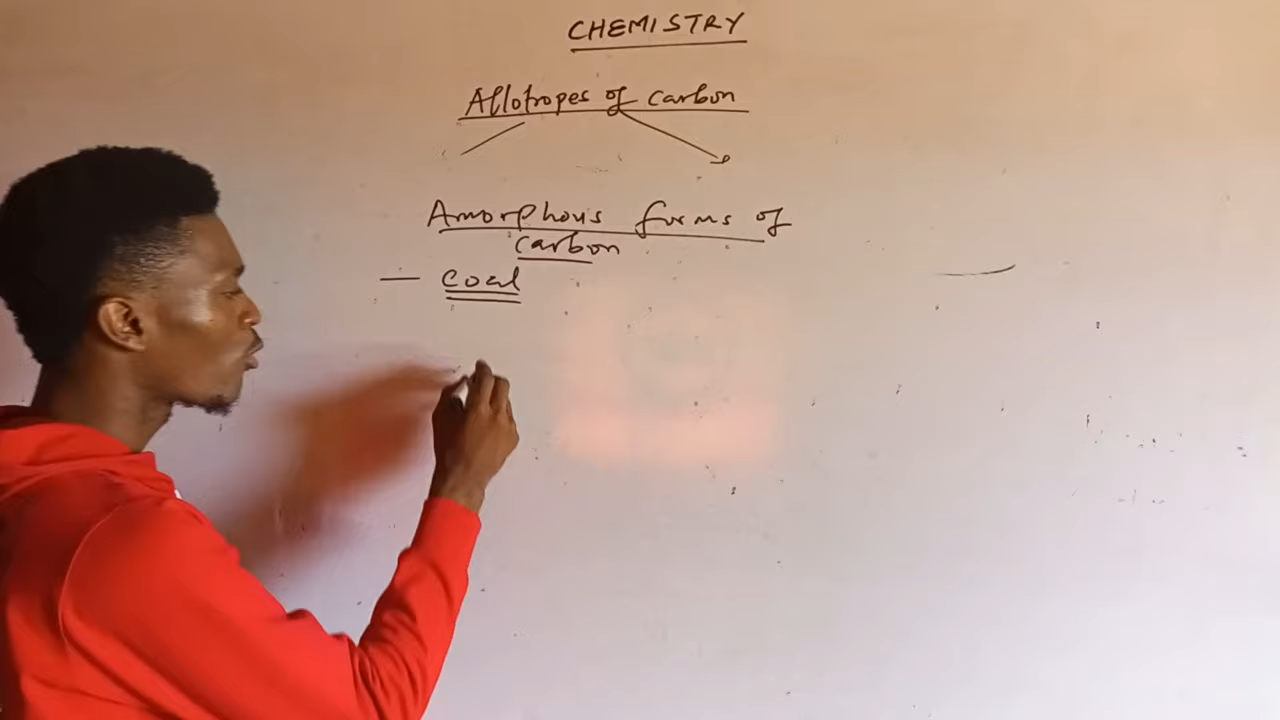 CHEMISTRY
Allotropes of carbon
Amorphous forms of
carbon
— coal